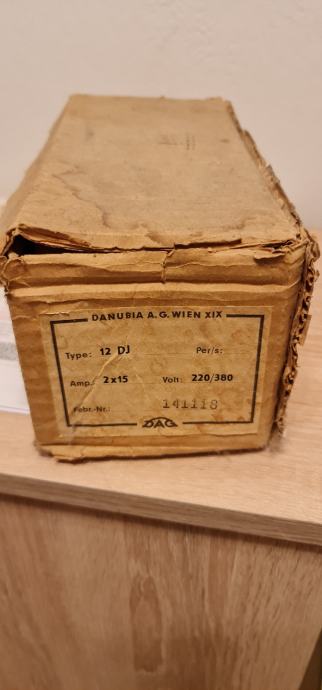 DANUBIA A.G. WIEN XIX
Type: 12 DJ Per/s:
Amp. 2x15 Volt: 220/380
Fabr.-Nr.: 141118
DAG